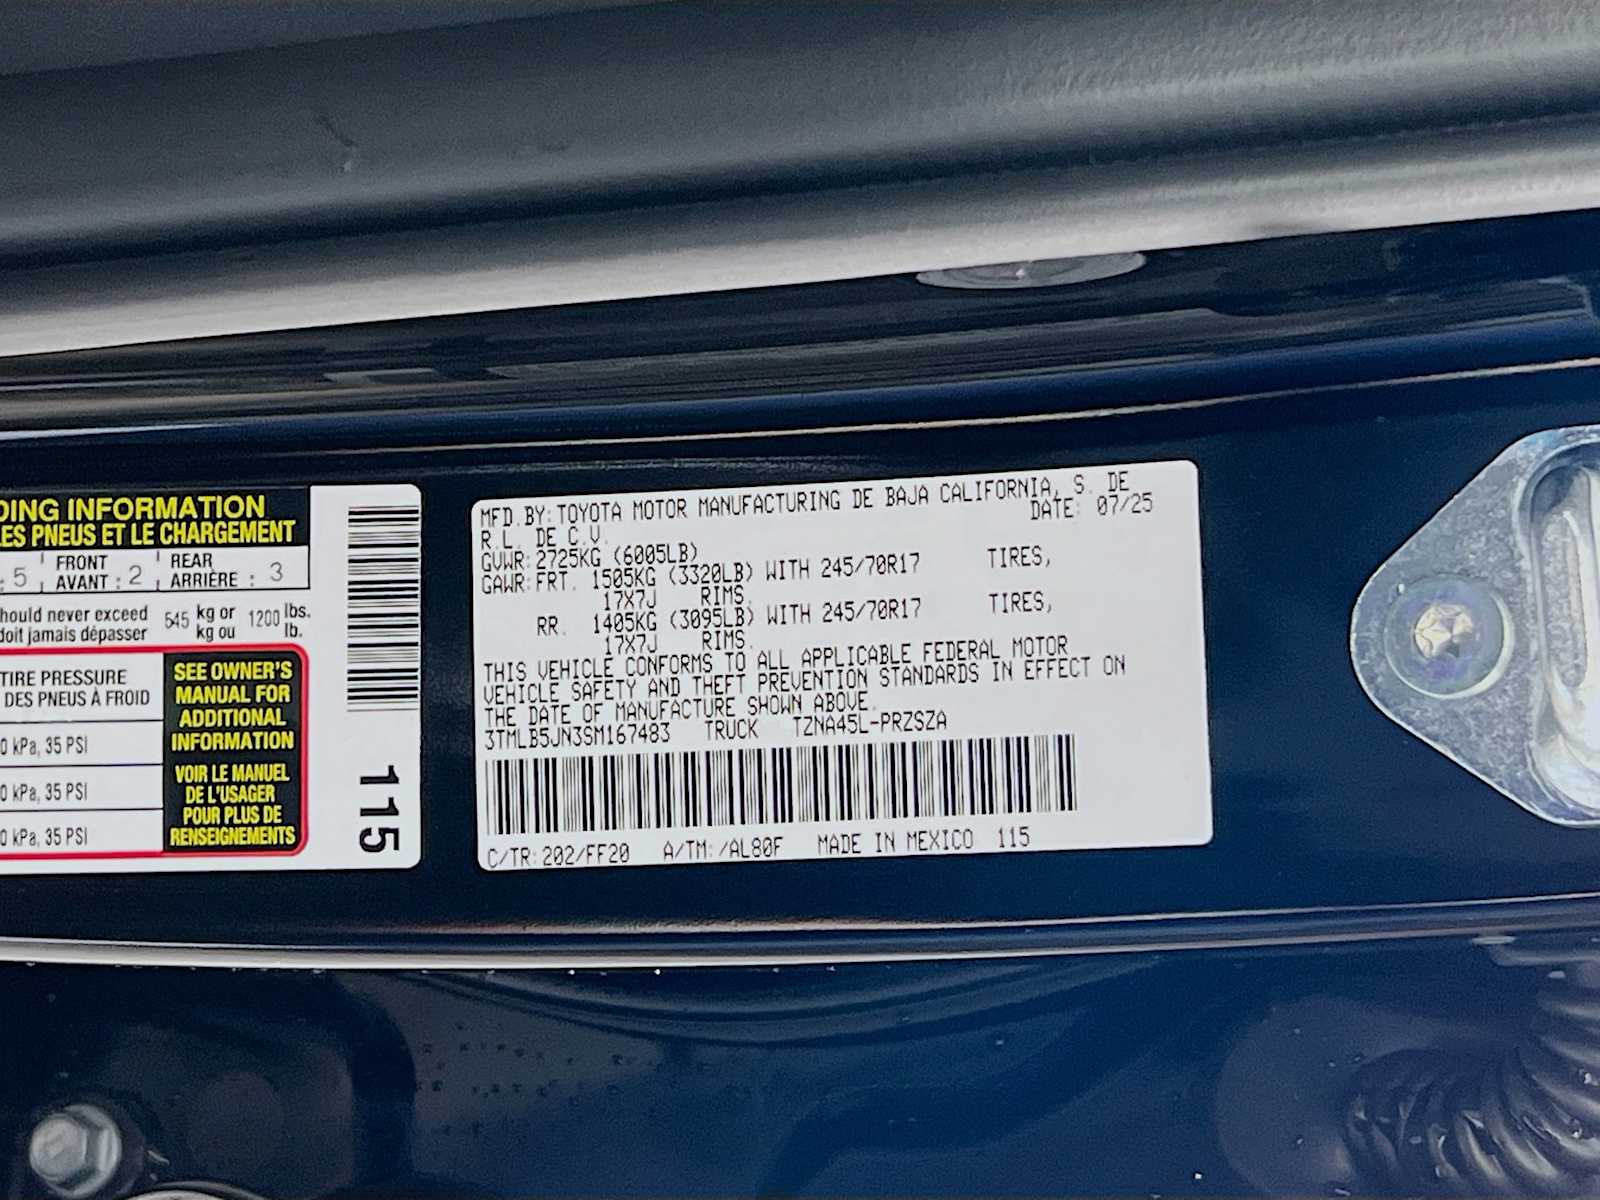 DING INFORMATION
LES PNEUS ET LE CHARGEMENT
: 5 FRONT AVANT : 2 REAR ARRIÈRE : 3
hould never exceed 545 kg or 1200 lbs.
doit jamais dépasser kg ou lb.
TIRE PRESSURE
DES PNEUS À FROID
0 kPa, 35 PSI
0 kPa, 35 PSI
0 kPa, 35 PSI
SEE OWNER'S
MANUAL FOR
ADDITIONAL
INFORMATION
VOIR LE MANUEL
DE L'USAGER
POUR PLUS DE
RENSEIGNEMENTS
115
MFD.BY:TOYOTA MOTOR MANUFACTURING DE BAJA CALIFORNIA, S. DE
R.L. DE C.V. DATE: 07/25
GVWR:2725KG (6005LB)
GAWR:FRT. 1505KG (3320LB) WITH 245/70R17 TIRES,
17X7J RIMS.
RR. 1405KG (3095LB) WITH 245/70R17 TIRES,
17X7J RIMS.
THIS VEHICLE CONFORMS TO ALL APPLICABLE FEDERAL MOTOR
VEHICLE SAFETY AND THEFT PREVENTION STANDARDS IN EFFECT ON
THE DATE OF MANUFACTURE SHOWN ABOVE.
3TMLB5JN3SM167483 TRUCK TZNA45L-PRZSZA
C/TR:202/FF20 A/TM:/AL80F MADE IN MEXICO 115